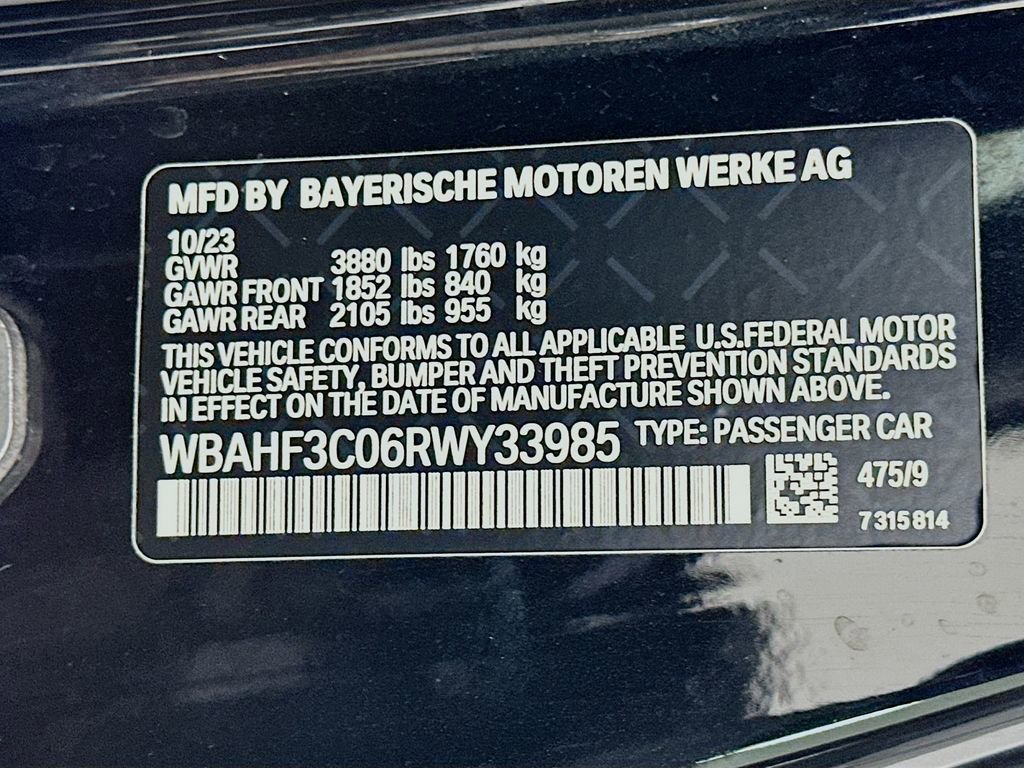 MFD BY BAYERISCHE MOTOREN WERKE AG
10/23
GVWR 3880 lbs 1760 kg
GAWR FRONT 1852 lbs 840 kg
GAWR REAR 2105 lbs 955 kg
THIS VEHICLE CONFORMS TO ALL APPLICABLE U.S.FEDERAL MOTOR
VEHICLE SAFETY, BUMPER AND THEFT PREVENTION STANDARDS
IN EFFECT ON THE DATE OF MANUFACTURE SHOWN ABOVE.
WBAHF3C06RWY33985 TYPE: PASSENGER CAR
475/9
7315814